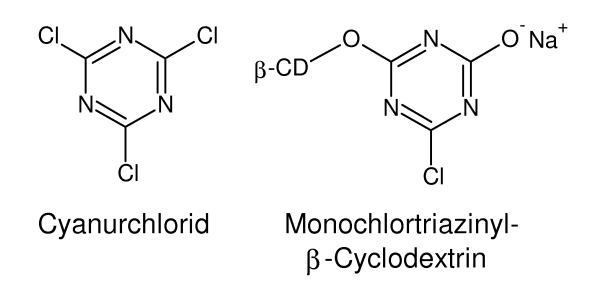 Cl N Cl
N N
Cl
Cyanurchlorid
β-CD O N O⁻ Na⁺
N N
Cl
Monochlortriazinyl-
β-Cyclodextrin